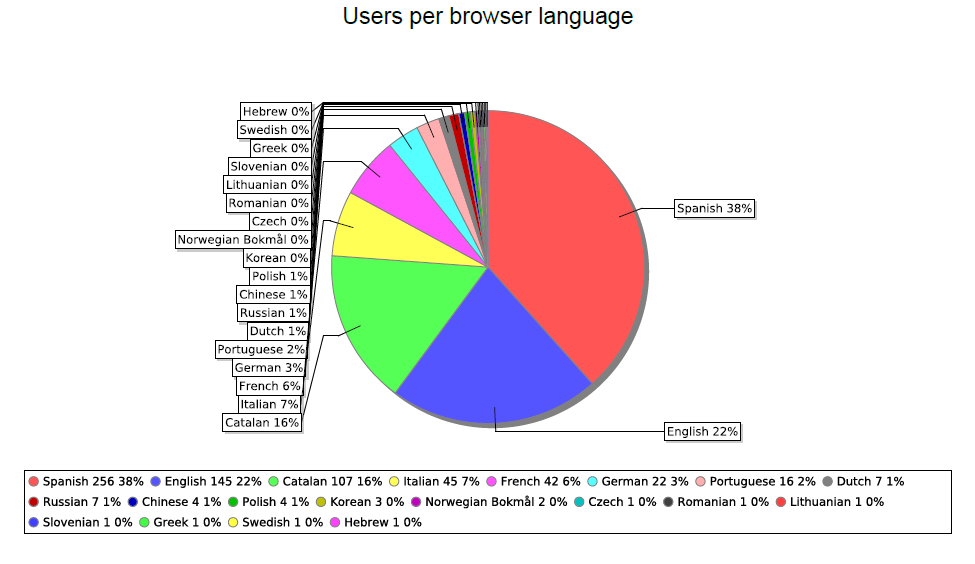 Users per browser language
Hebrew 0%
Swedish 0%
Greek 0%
Slovenian 0%
Lithuanian 0%
Romanian 0%
Czech 0%
Norwegian Bokmål 0%
Korean 0%
Polish 1%
Chinese 1%
Russian 1%
Dutch 1%
Portuguese 2%
German 3%
French 6%
Italian 7%
Catalan 16%
Spanish 38%
English 22%
Spanish 256 38% English 145 22% Catalan 107 16% Italian 45 7% French 42 6% German 22 3% Portuguese 16 2% Dutch 7 1%
Russian 7 1% Chinese 4 1% Polish 4 1% Korean 3 0% Norwegian Bokmål 2 0% Czech 1 0% Romanian 1 0% Lithuanian 1 0%
Slovenian 1 0% Greek 1 0% Swedish 1 0% Hebrew 1 0%